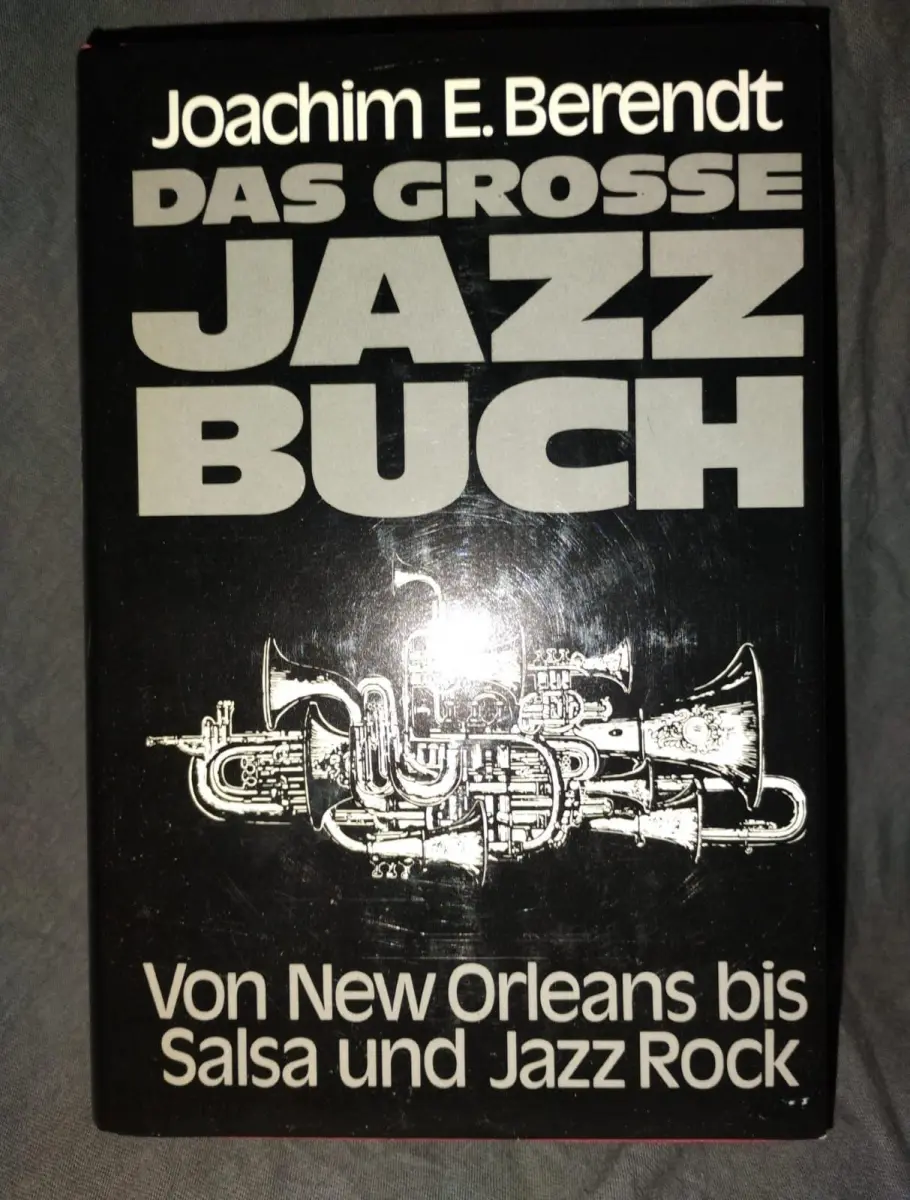 Joachim E. Berendt
DAS GROSSE
JAZZ
BUCH
Von New Orleans bis
Salsa und Jazz Rock